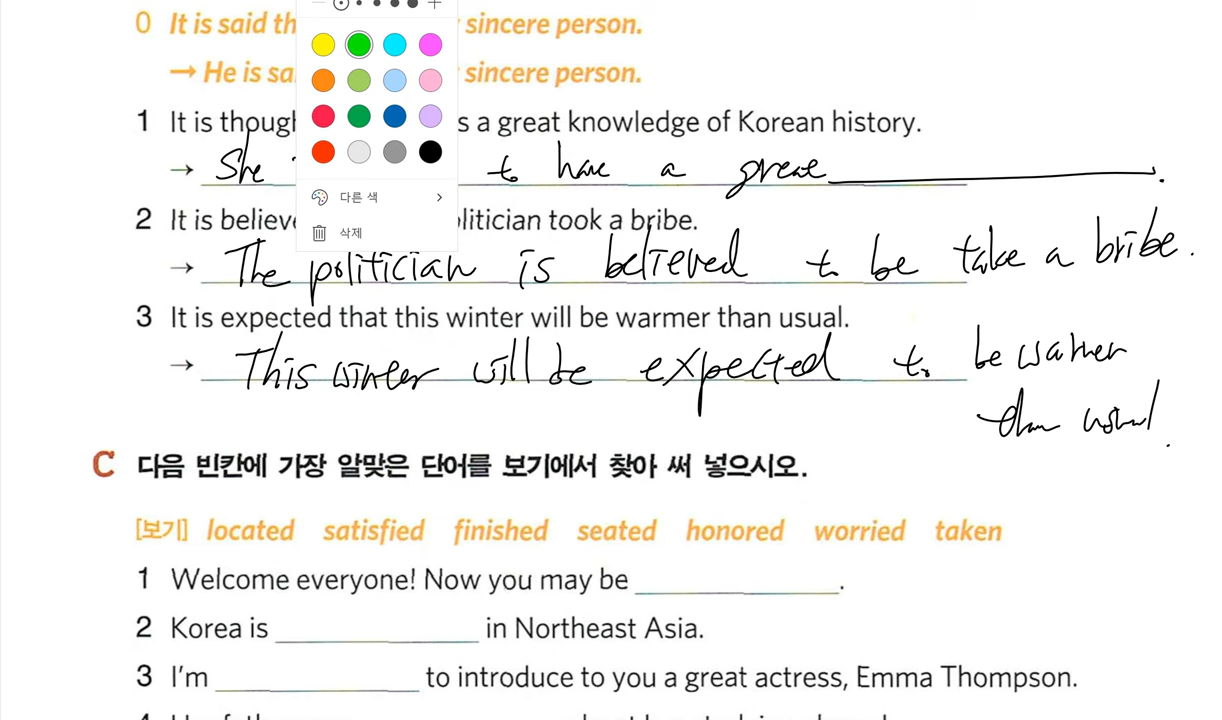 0 It is said th sincere person.
→ He is sa sincere person.
1 It is though s a great knowledge of Korean history.
→ She to have a great
다른 색
2 It is believe olitician took a bribe.
삭제
→ The politician is believed to be take a bribe.
3 It is expected that this winter will be warmer than usual.
→ This winter will be expected to be warmer
than usual.
C 다음 빈칸에 가장 알맞은 단어를 보기에서 찾아 써 넣으시오.
[보기] located satisfied finished seated honored worried taken
1 Welcome everyone! Now you may be .
2 Korea is in Northeast Asia.
3 I'm to introduce to you a great actress, Emma Thompson.